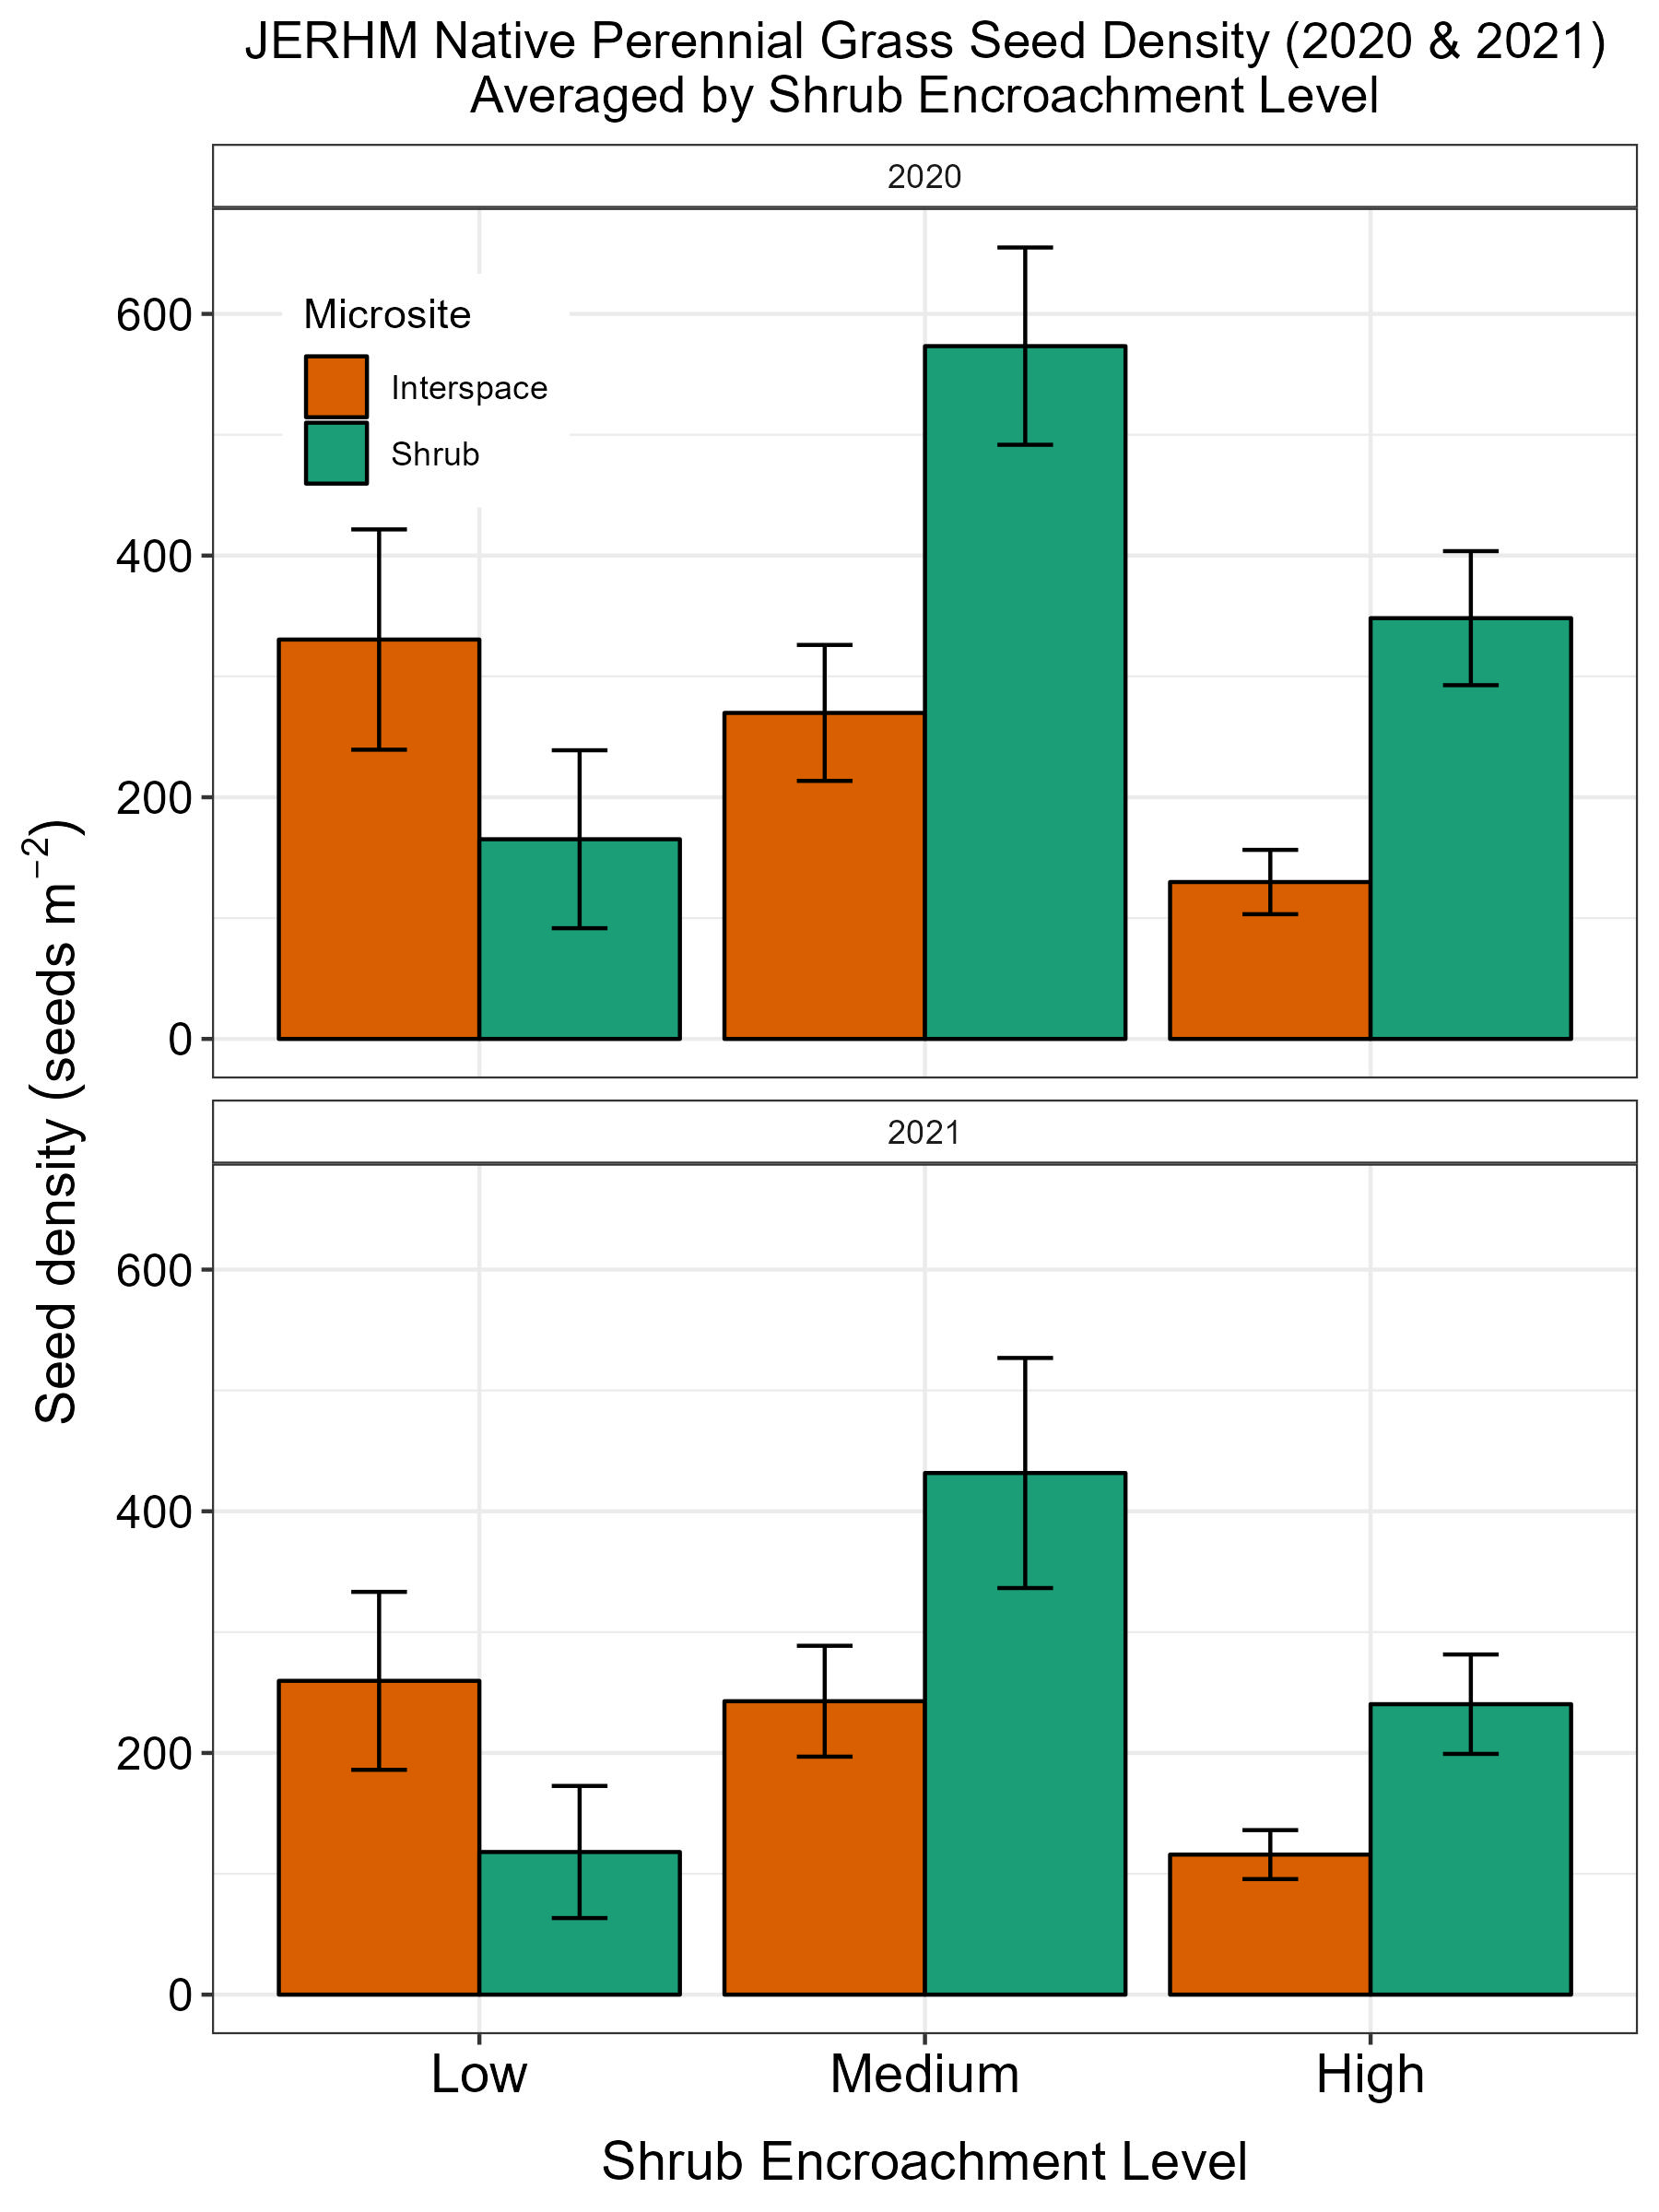 JERHM Native Perennial Grass Seed Density (2020 & 2021)
Averaged by Shrub Encroachment Level
2020
Microsite
Interspace
Shrub
600
400
200
0
Seed density (seeds m⁻²)
2021
600
400
200
0
Low Medium High
Shrub Encroachment Level